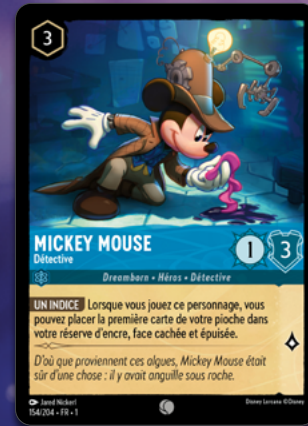 3
MICKEY MOUSE
Détective
1 3
Dreamborn • Héros • Détective
UN INDICE Lorsque vous jouez ce personnage, vous
pouvez placer la première carte de votre pioche dans
votre réserve d'encre, face cachée et épuisée.
D'où que proviennent ces algues, Mickey Mouse était
sûr d'une chose : il y avait anguille sous roche.
Jared Nickerl
Disney Lorcana ©Disney
154/204 • FR • 1